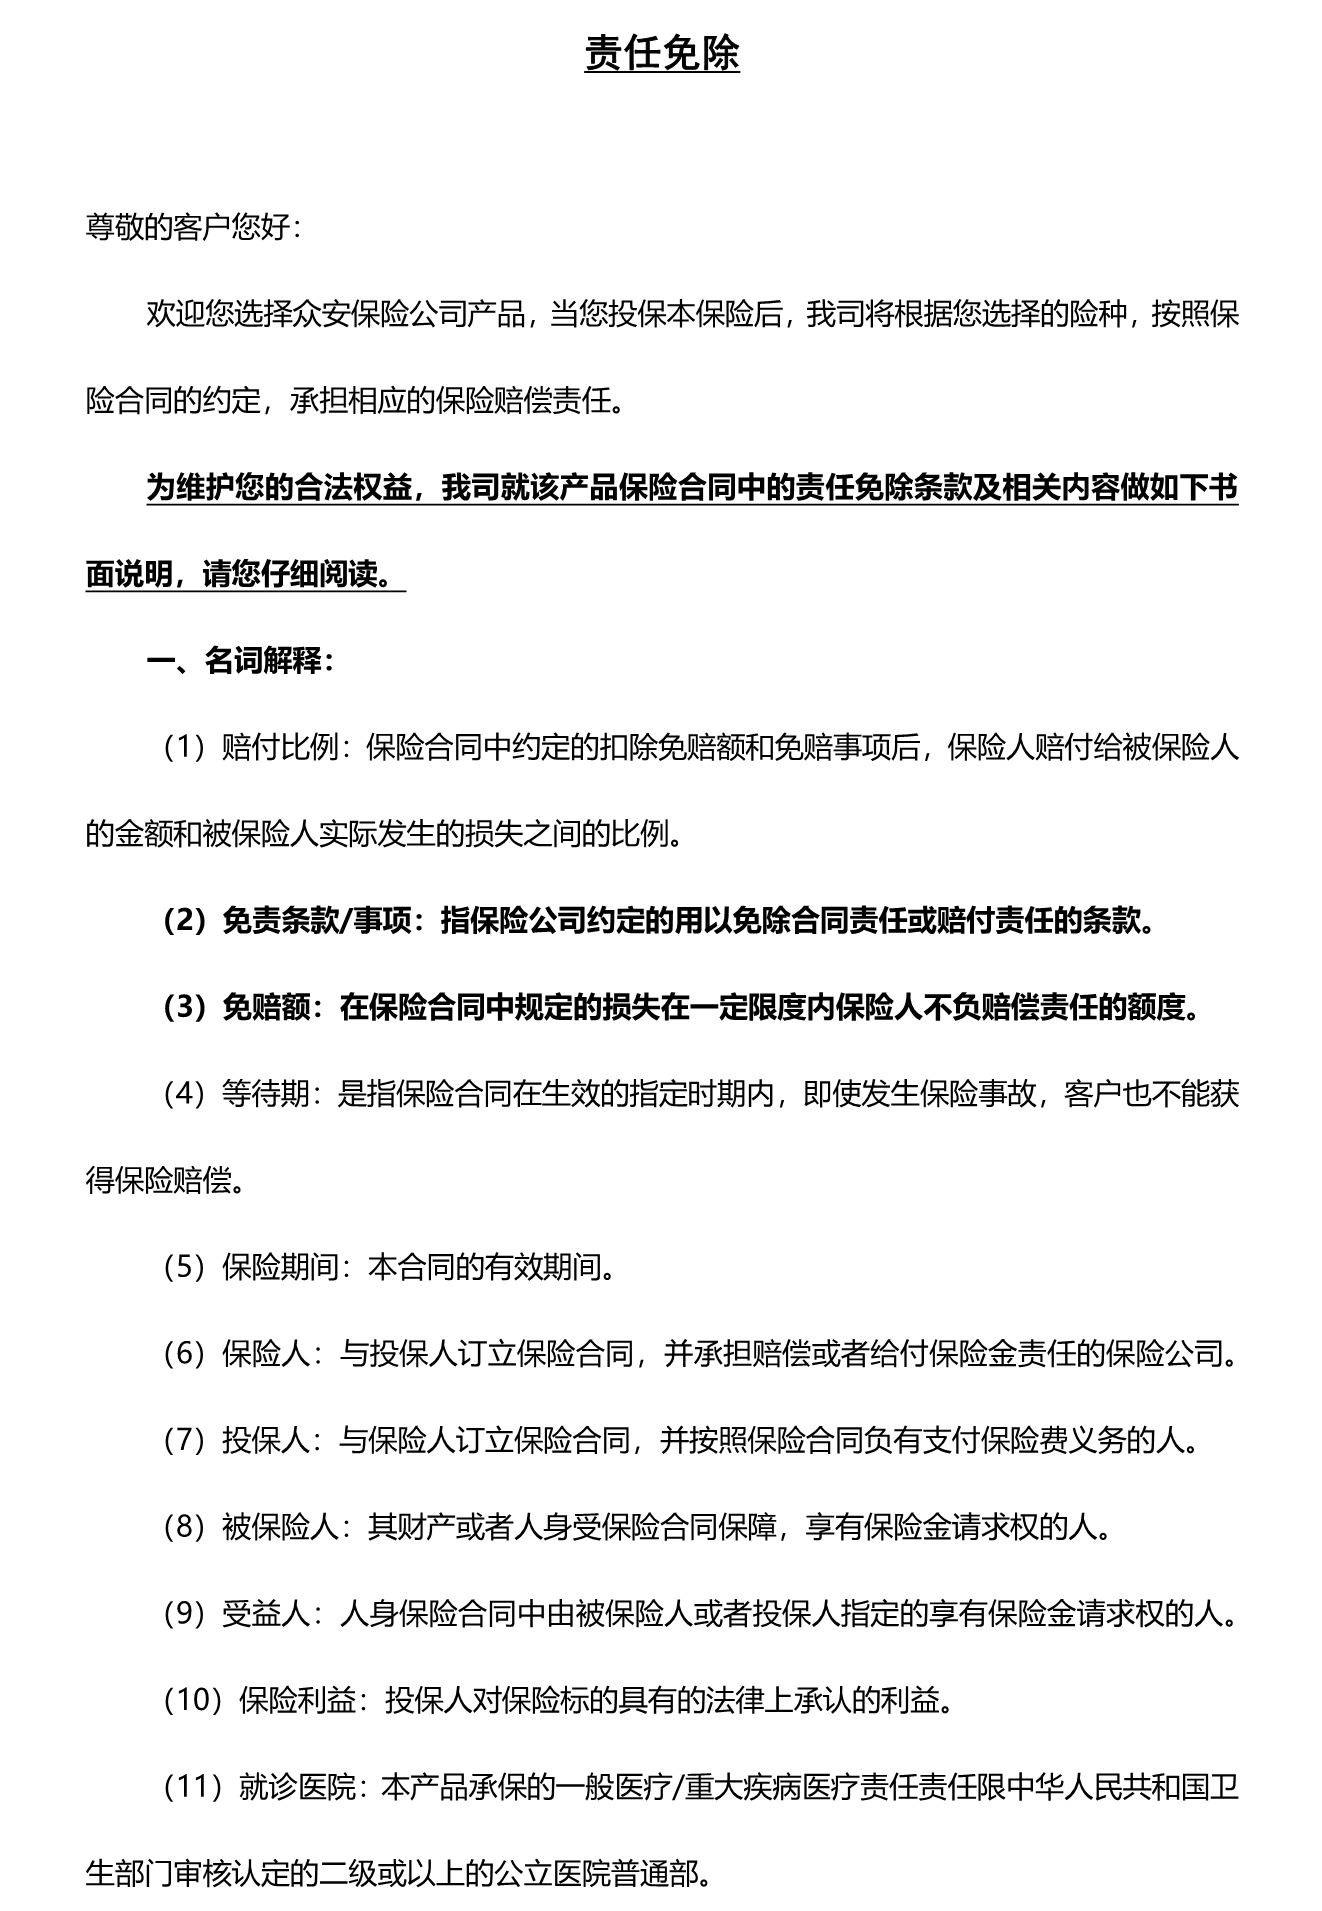 责任免除
尊敬的客户您好：
欢迎您选择众安保险公司产品，当您投保本保险后，我司将根据您选择的险种，按照保
险合同的约定，承担相应的保险赔偿责任。
为维护您的合法权益，我司就该产品保险合同中的责任免除条款及相关内容做如下书
面说明，请您仔细阅读。
一、名词解释：
（1）赔付比例：保险合同中约定的扣除免赔额和免赔事项后，保险人赔付给被保险人
的金额和被保险人实际发生的损失之间的比例。
（2）免责条款/事项：指保险公司约定的用以免除合同责任或赔付责任的条款。
（3）免赔额：在保险合同中规定的损失在一定限度内保险人不负赔偿责任的额度。
（4）等待期：是指保险合同在生效的指定时期内，即使发生保险事故，客户也不能获
得保险赔偿。
（5）保险期间：本合同的有效期间。
（6）保险人：与投保人订立保险合同，并承担赔偿或者给付保险金责任的保险公司。
（7）投保人：与保险人订立保险合同，并按照保险合同负有支付保险费义务的人。
（8）被保险人：其财产或者人身受保险合同保障，享有保险金请求权的人。
（9）受益人：人身保险合同中由被保险人或者投保人指定的享有保险金请求权的人。
（10）保险利益：投保人对保险标的具有的法律上承认的利益。
（11）就诊医院：本产品承保的一般医疗/重大疾病医疗责任责任限中华人民共和国卫
生部门审核认定的二级或以上的公立医院普通部。